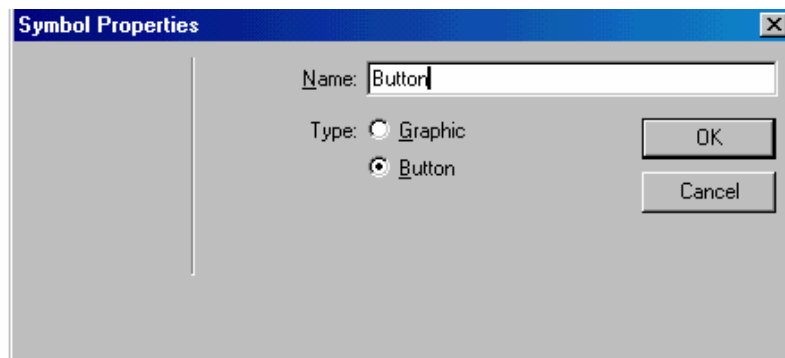 Symbol Properties
Name: Button
Type: Graphic
Button
OK
Cancel